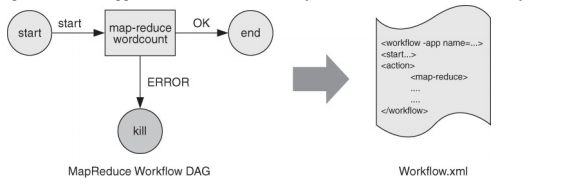 start
start
map-reduce
wordcount
OK
end
ERROR
kill
MapReduce Workflow DAG
<workflow -app name=...>
<start...>
<action>
<map-reduce>
....
....
</workflow>
Workflow.xml